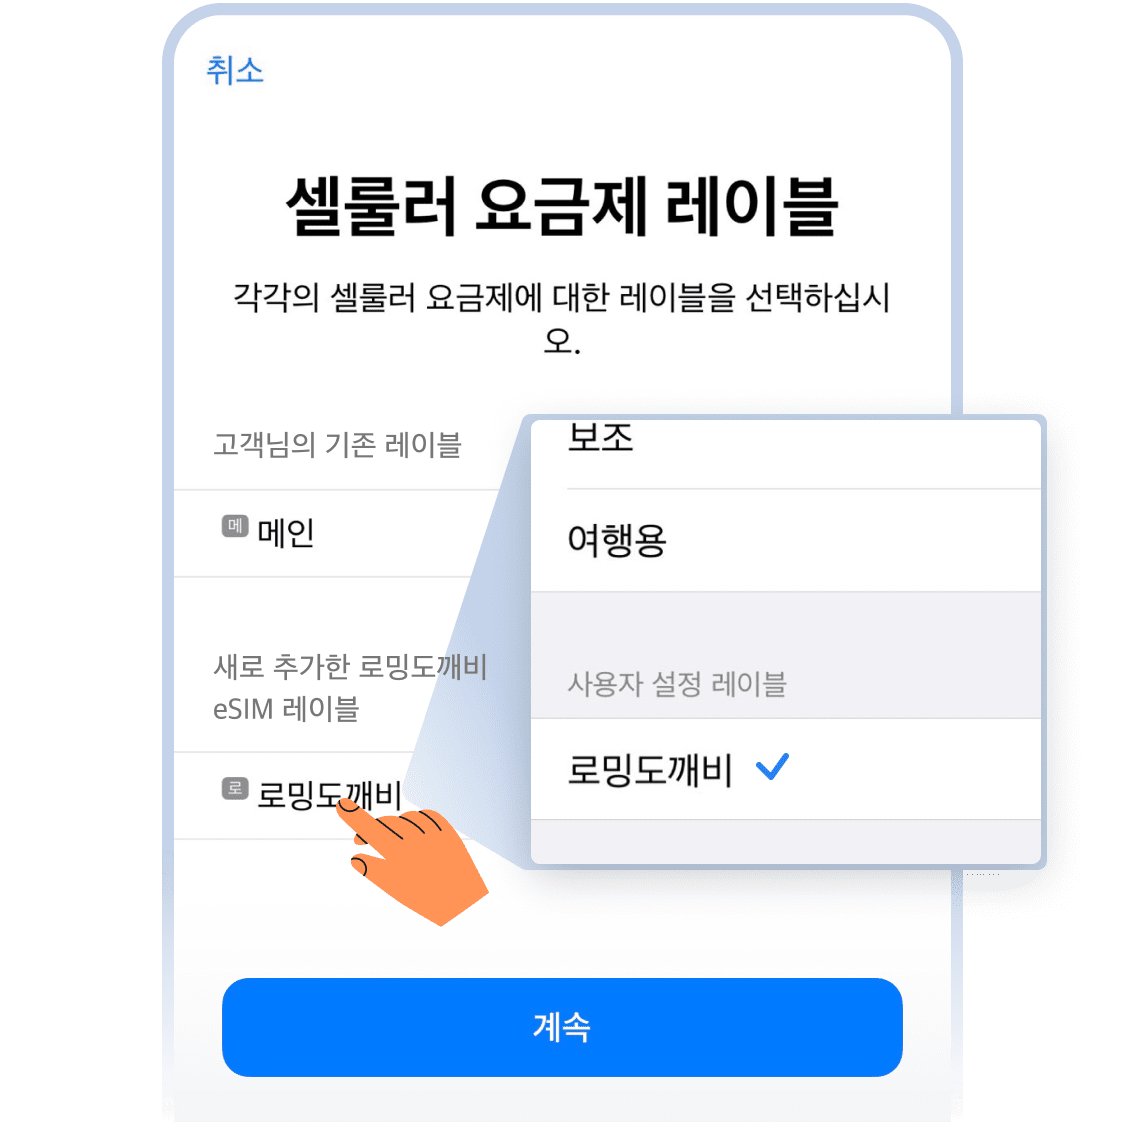 취소
셀룰러 요금제 레이블
각각의 셀룰러 요금제에 대한 레이블을 선택하십시
오.
고객님의 기존 레이블
메 메인
새로 추가한 로밍도깨비
eSIM 레이블
로 로밍도깨비
보조
여행용
사용자 설정 레이블
로밍도깨비
계속